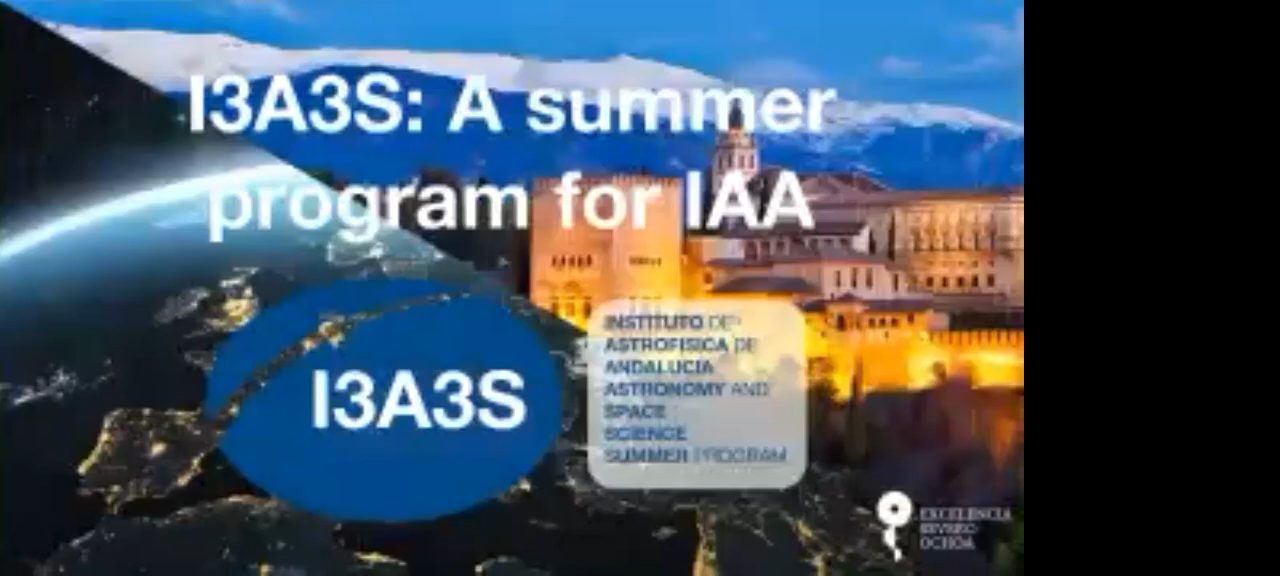 I3A3S: A summer
program for IAA
I3A3S
INSTITUTO DE
ASTROFISICA DE
ANDALUCIA
ASTRONOMY AND
SPACE
SCIENCE
SUMMER PROGRAM
EXCELENCIA
SEVERO
OCHOA